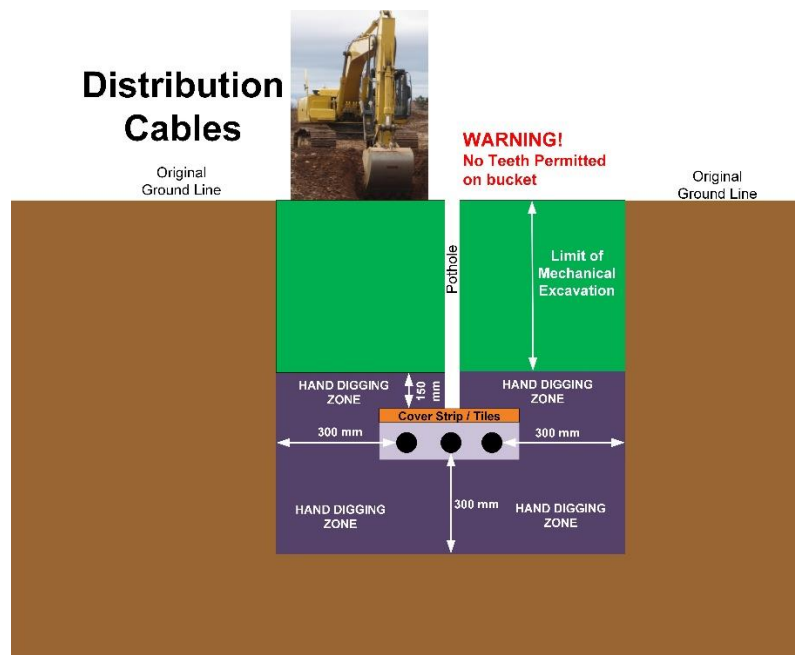 Distribution
Cables
WARNING!
No Teeth Permitted
on bucket
Original
Ground Line
Original
Ground Line
Pothole
Limit of
Mechanical
Excavation
HAND DIGGING
ZONE
150
mm
HAND DIGGING
ZONE
Cover Strip / Tiles
300 mm
300 mm
HAND DIGGING
ZONE
300 mm
HAND DIGGING
ZONE